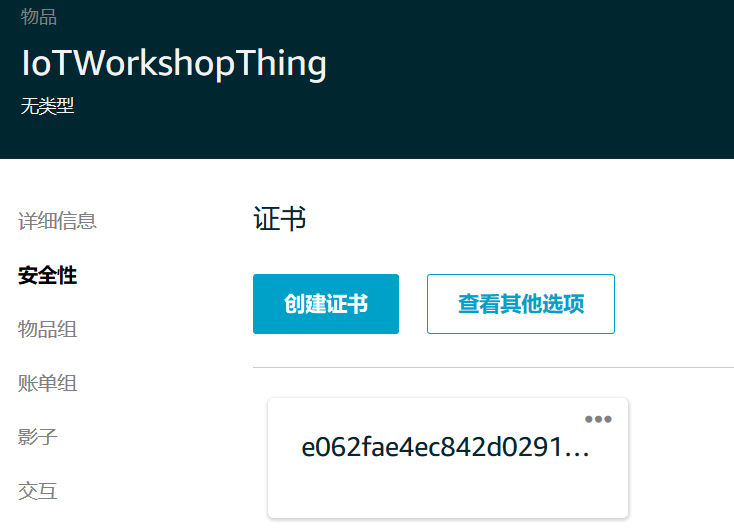 物品
IoTWorkshopThing
无类型
详细信息
安全性
物品组
账单组
影子
交互
证书
创建证书
查看其他选项
e062fae4ec842d0291...